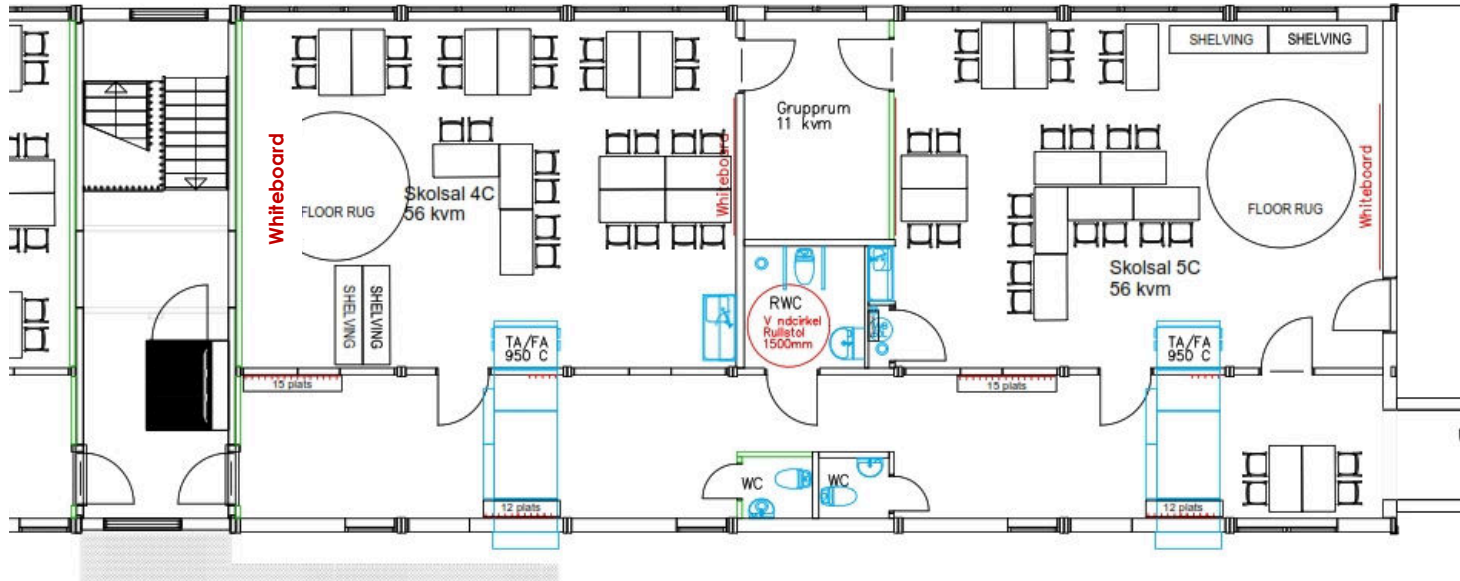 SHELVING
SHELVING
Grupprum
11 kvm
Whiteboard
Whiteboard
Whiteboard
Skolsal 4C
56 kvm
FLOOR RUG
FLOOR RUG
SHELVING
SHELVING
Skolsal 5C
56 kvm
RWC
V ndcirkel
Rullstol
1500mm
TA/FA
950 C
TA/FA
950 C
15 plats
15 plats
WC
WC
12 plats
12 plats